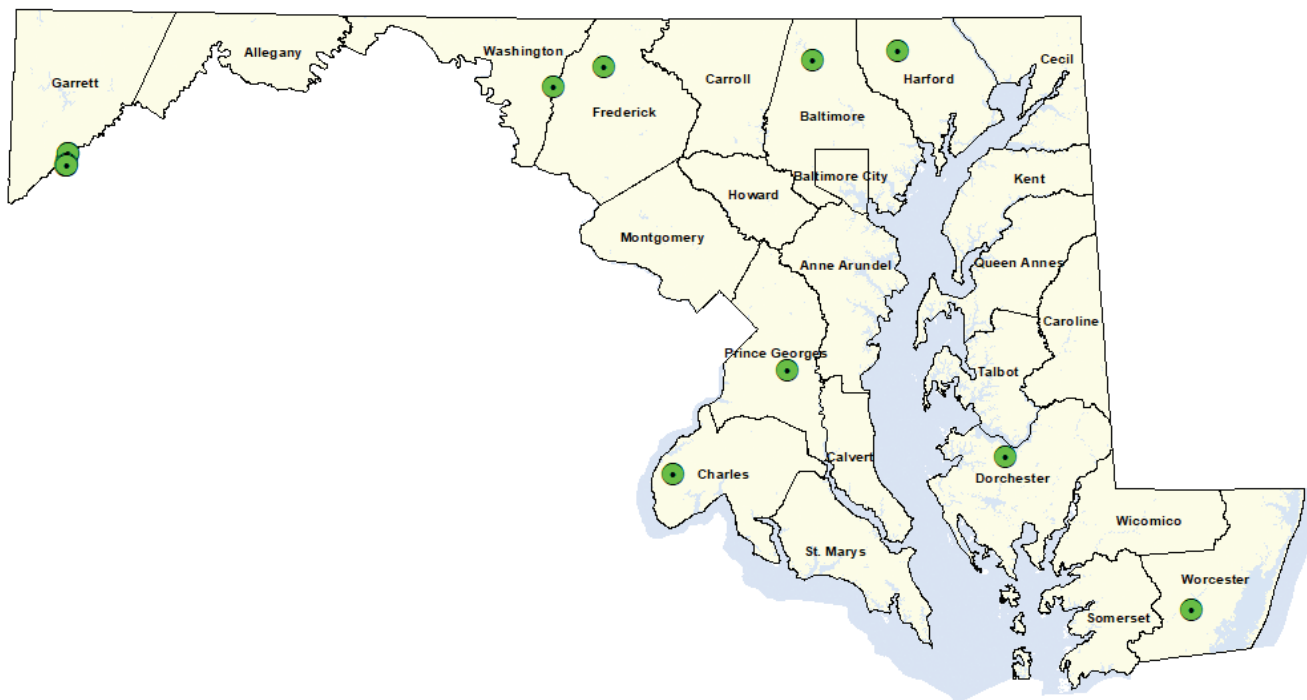 Washington
Allegany
Garrett
Frederick
Carroll
Baltimore
Harford
Cecil
Baltimore City
Kent
Howard
Montgomery
Anne Arundel
Queen Annes
Caroline
Prince Georges
Talbot
Calvert
Charles
Dorchester
Wicomico
St. Marys
Worcester
Somerset